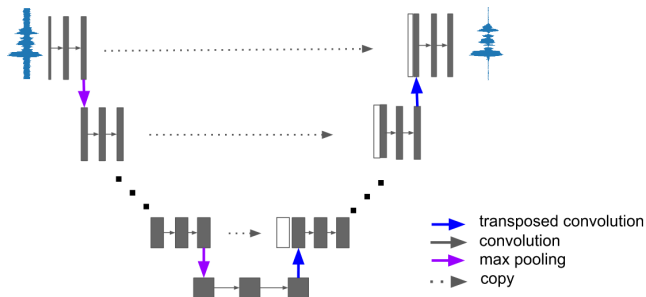 transposed convolution
convolution
max pooling
copy